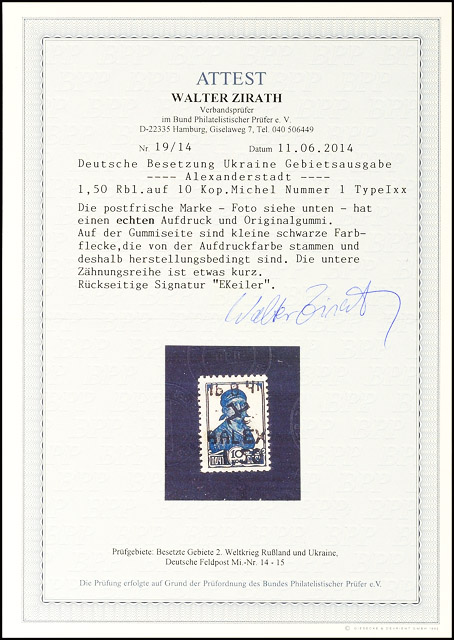 ATTEST
WALTER ZIRATH
Verbandsprüfer
im Bund Philatelistischer Prüfer e. V.
D-22335 Hamburg, Giselaweg 7, Tel. 040 506449
Nr. 19/14 Datum 11.06.2014
Deutsche Besetzung Ukraine Gebietsausgabe
---- Alexanderstadt ----
1,50 Rbl.auf 10 Kop.Michel Nummer 1 TypeIxx
Die postfrische Marke - Foto siehe unten - hat
einen echten Aufdruck und Originalgummi.
Auf der Gummiseite sind kleine schwarze Farb-
flecke,die von der Aufdruckfarbe stammen und
deshalb herstellungsbedingt sind. Die untere
Zähnungsreihe ist etwas kurz.
Rückseitige Signatur "EKeiler".
Walter Zirath
16.9.41
ALEX
10
Prüfgebiete: Besetzte Gebiete 2. Weltkrieg Rußland und Ukraine,
Deutsche Feldpost Mi.-Nr. 14 - 15
Die Prüfung erfolgte auf Grund der Prüfordnung des Bundes Philatelistischer Prüfer e.V.